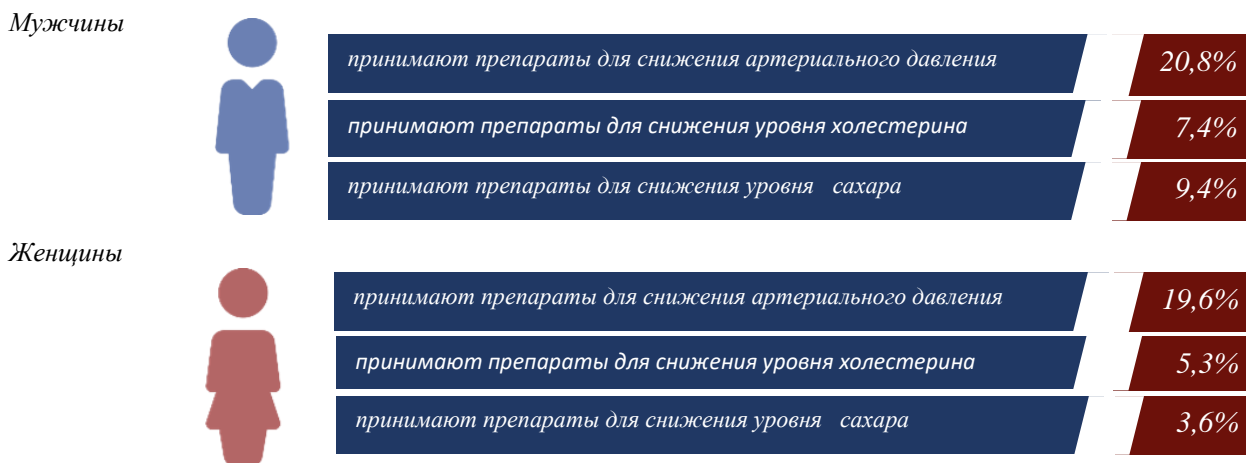 Мужчины
принимают препараты для снижения артериального давления 20,8%
принимают препараты для снижения уровня холестерина 7,4%
принимают препараты для снижения уровня сахара 9,4%
Женщины
принимают препараты для снижения артериального давления 19,6%
принимают препараты для снижения уровня холестерина 5,3%
принимают препараты для снижения уровня сахара 3,6%